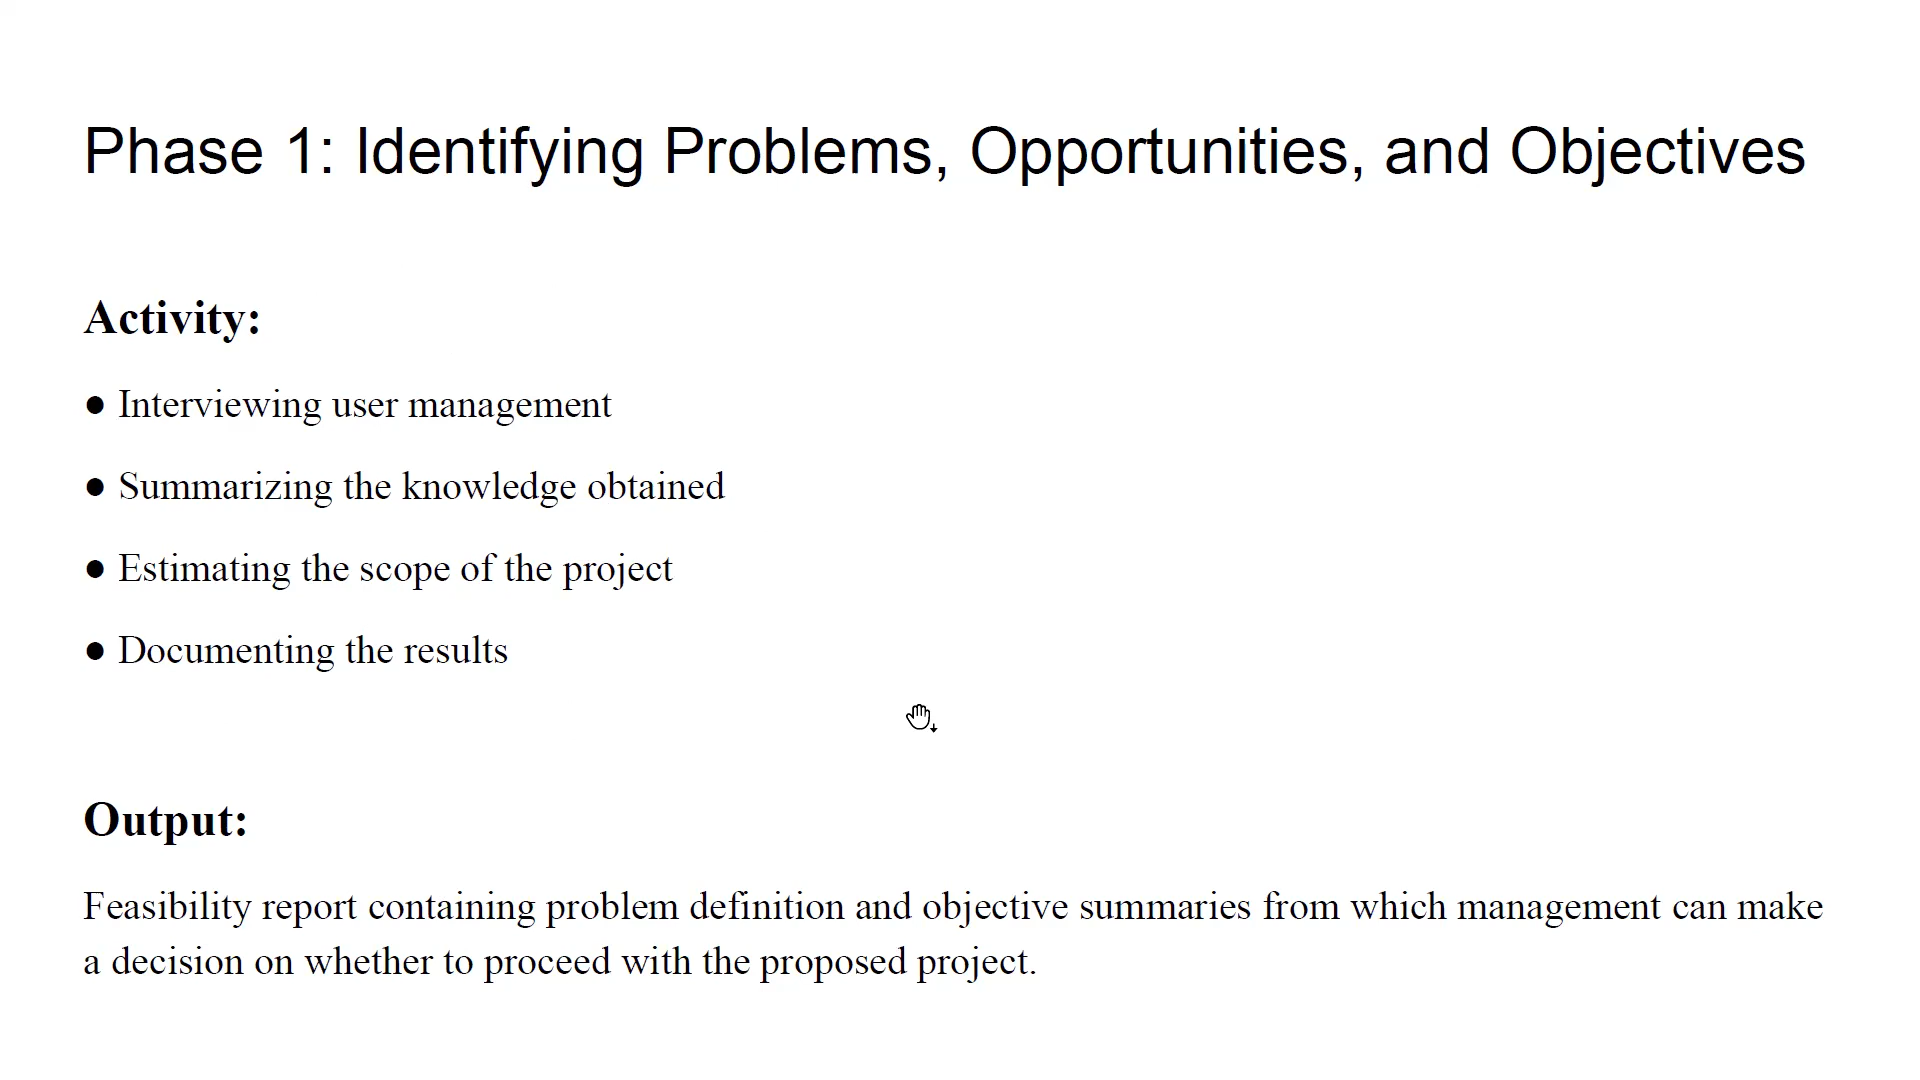 Phase 1: Identifying Problems, Opportunities, and Objectives
Activity:
● Interviewing user management
● Summarizing the knowledge obtained
● Estimating the scope of the project
● Documenting the results
Output:
Feasibility report containing problem definition and objective summaries from which management can make
a decision on whether to proceed with the proposed project.